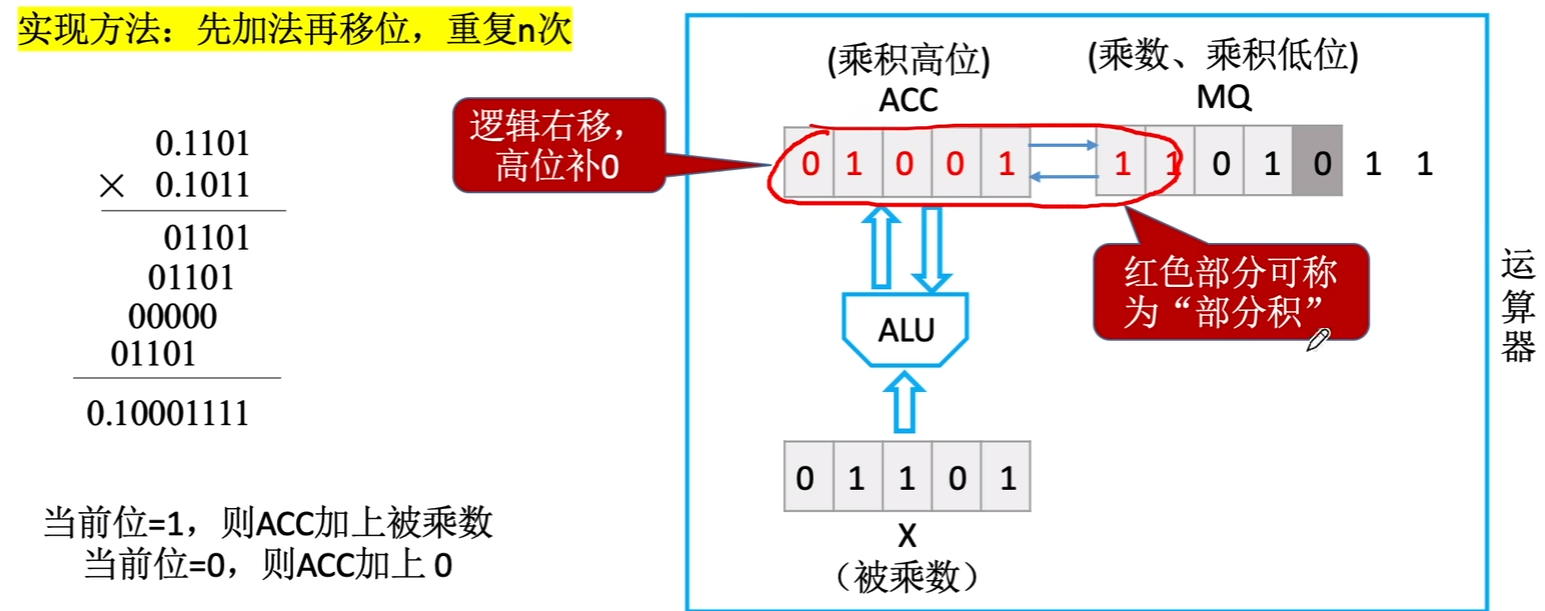 实现方法：先加法再移位，重复n次
0.1101
× 0.1011
01101
01101
00000
01101
0.10001111
当前位=1，则ACC加上被乘数
当前位=0，则ACC加上 0
逻辑右移，
高位补0
(乘积高位)
ACC
(乘数、乘积低位)
MQ
0 1 0 0 1 1 1 0 1 0 1 1
红色部分可称
为“部分积”
ALU
0 1 1 0 1
X
（被乘数）
运
算
器